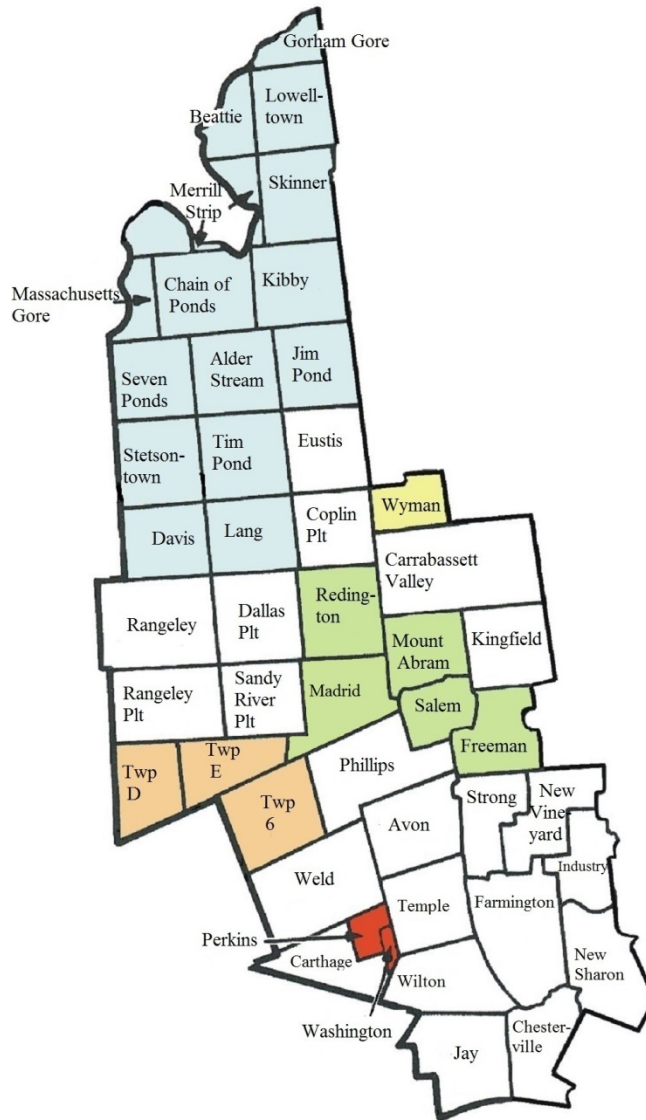 Gorham Gore
Lowell-
town
Beattie
Skinner
Merrill
Strip
Massachusetts
Gore
Chain of
Ponds
Kibby
Seven
Ponds
Alder
Stream
Jim
Pond
Stetson-
town
Tim
Pond
Eustis
Davis
Lang
Coplin
Plt
Wyman
Carrabassett
Valley
Rangeley
Dallas
Plt
Reding-
ton
Mount
Abram
Kingfield
Rangeley
Plt
Sandy
River
Plt
Madrid
Salem
Freeman
Twp
D
Twp
E
Twp
6
Phillips
Strong
New
Vine-
yard
Avon
Industry
Weld
Temple
Farmington
Perkins
Carthage
Washington
Wilton
New
Sharon
Jay
Chester-
ville